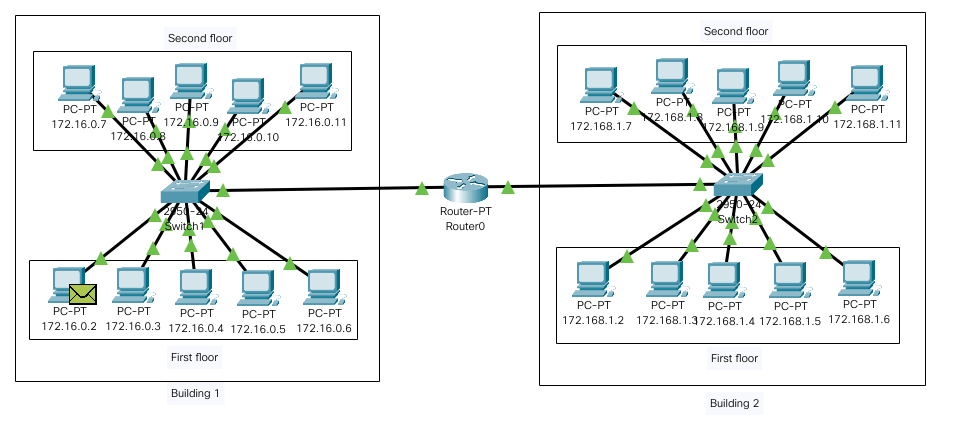 Second floor
PC-PT
172.16.0.7
PC-PT
172.16.0.8
PC-PT
172.16.0.9
PC-PT
172.16.0.10
PC-PT
172.16.0.11
2950-24
Switch1
PC-PT
172.16.0.2
PC-PT
172.16.0.3
PC-PT
172.16.0.4
PC-PT
172.16.0.5
PC-PT
172.16.0.6
First floor
Building 1
Router-PT
Router0
Second floor
PC-PT
172.168.1.7
PC-PT
172.168.1.8
PC-PT
172.168.1.9
PC-PT
172.168.1.10
PC-PT
172.168.1.11
2950-24
Switch2
PC-PT
172.168.1.2
PC-PT
172.168.1.3
PC-PT
172.168.1.4
PC-PT
172.168.1.5
PC-PT
172.168.1.6
First floor
Building 2